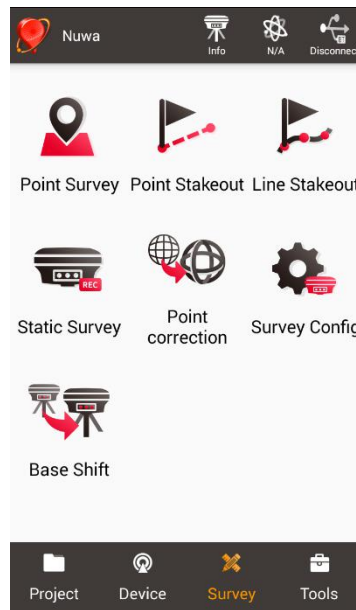 Nuwa
Info
N/A
Disconnec
Point Survey
Point Stakeout
Line Stakeout
REC
Static Survey
Point
correction
Survey Config
Base Shift
Project
Device
Survey
Tools